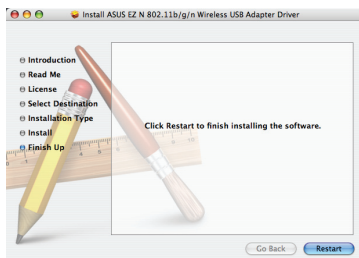 Install ASUS EZ N 802.11b/g/n Wireless USB Adapter Driver
Introduction
Read Me
License
Select Destination
Installation Type
Install
Finish Up
Click Restart to finish installing the software.
Go Back
Restart